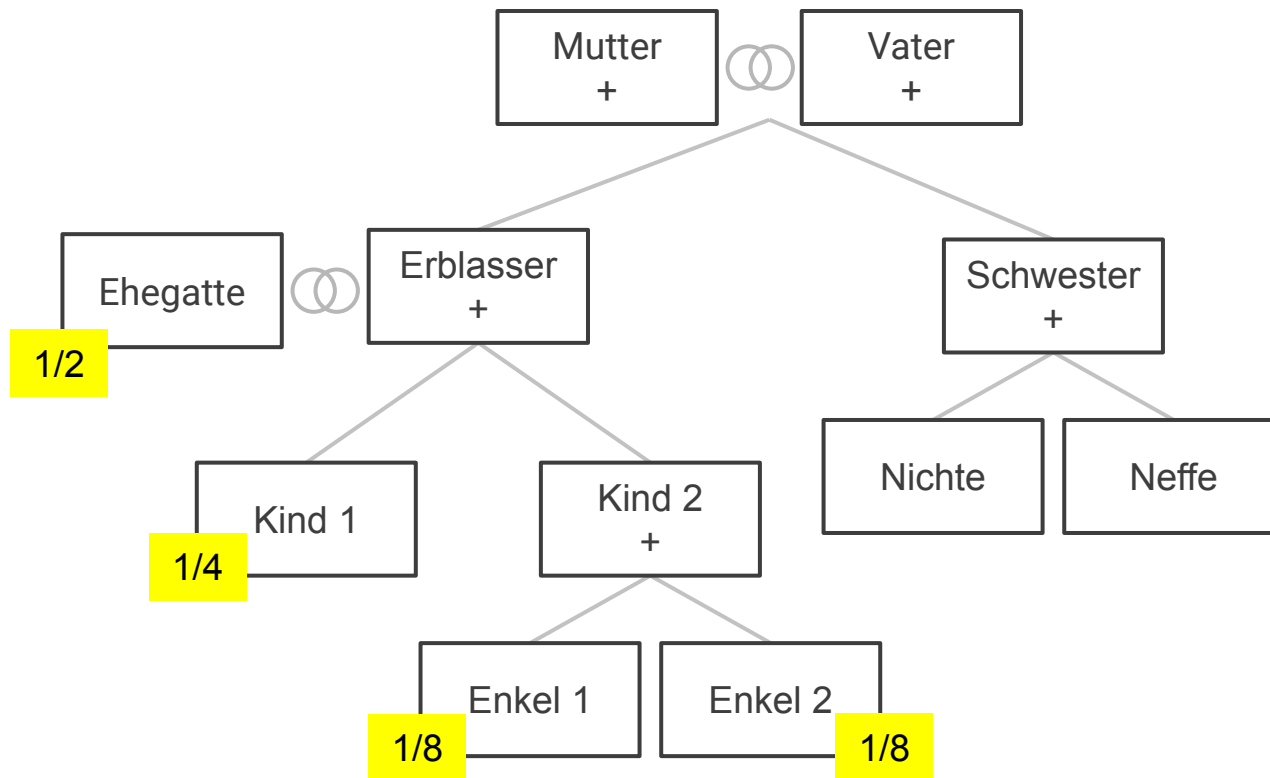 Mutter
+
Vater
+
Ehegatte
1/2
Erblasser
+
Schwester
+
Kind 1
1/4
Kind 2
+
Nichte
Neffe
Enkel 1
1/8
Enkel 2
1/8